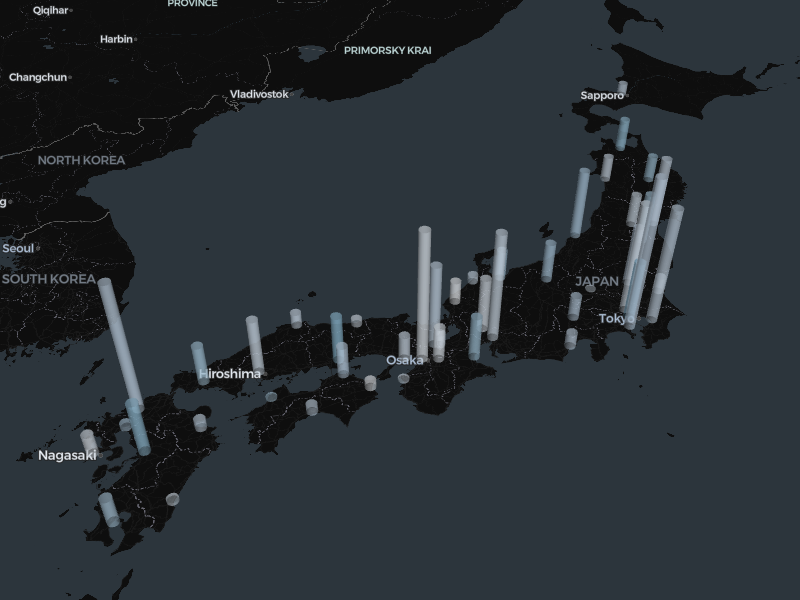 PROVINCE
Qiqihar
Harbin
PRIMORSKY KRAI
Changchun
Vladivostok
Sapporo
NORTH KOREA
g
Seoul
SOUTH KOREA
JAPAN
Tokyo
Osaka
Hiroshima
Nagasaki